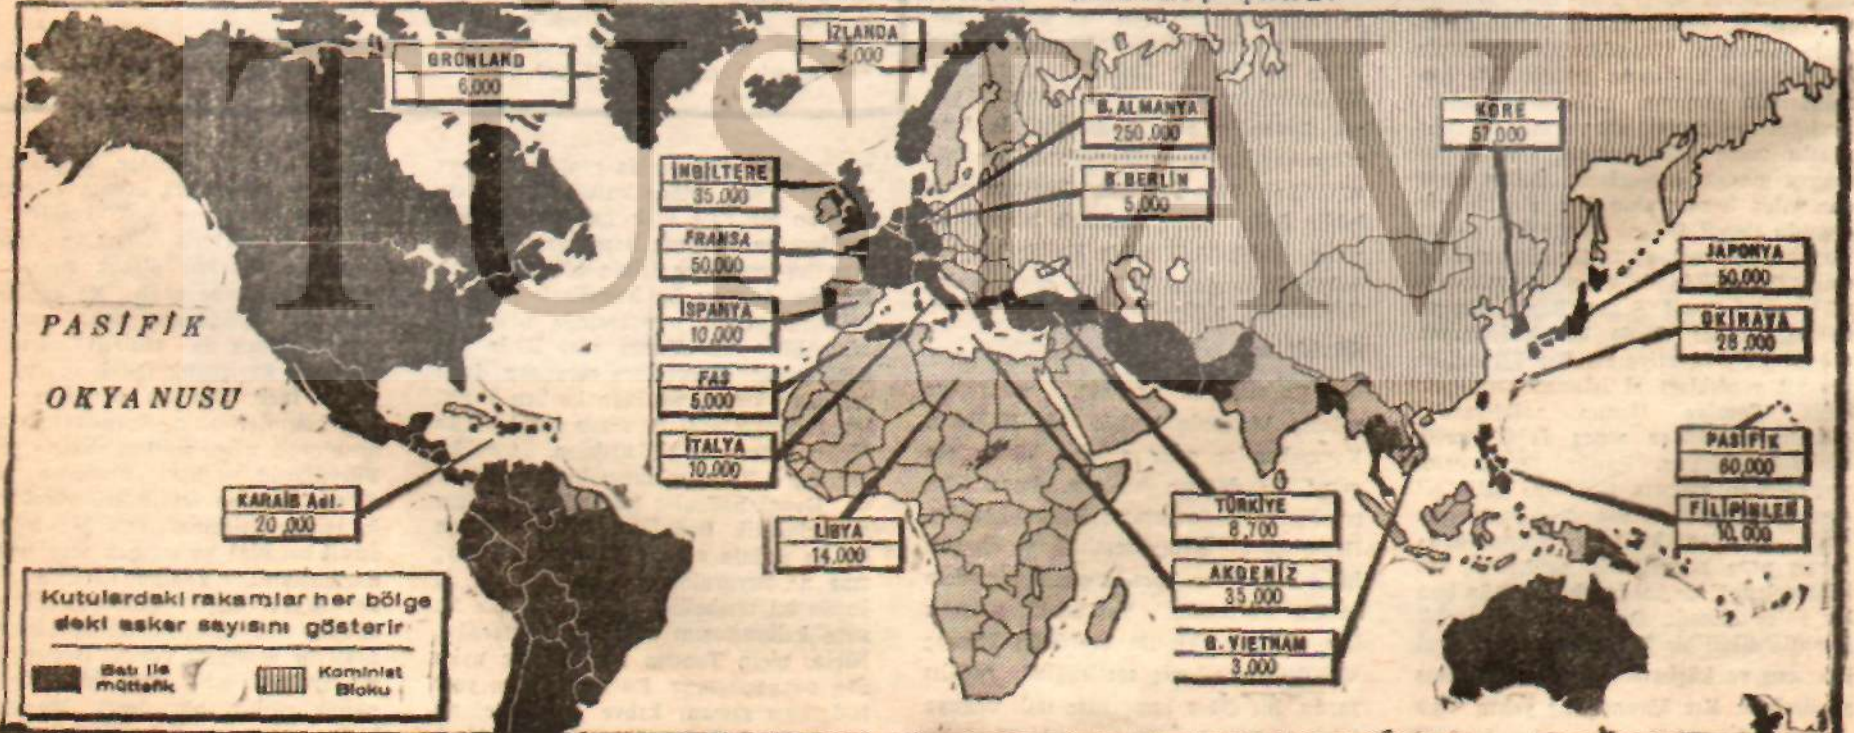 İZLANDA
4,000
GRÖNLAND
6,000
B. ALMANYA
250.000
KORE
57.000
İNGİLTERE
35.000
B. BERLİN
5.000
FRANSA
50.000
JAPONYA
50,000
İSPANYA
10.000
OKİNAVA
28.000
PASİFİK
OKYANUSU
FAS
5,000
İTALYA
10.000
PASİFİK
60,000
KARAİB Adl.
20,000
LİBYA
14.000
TÜRKİYE
8,700
FİLİPİNLER
10,000
AKDENİZ
35.000
G. VIETNAM
3,000
Kutulardaki rakamlar her bölge
deki asker sayısını gösterir
Batı ile
müttefik
Kominist
Bloku
TUSTAV